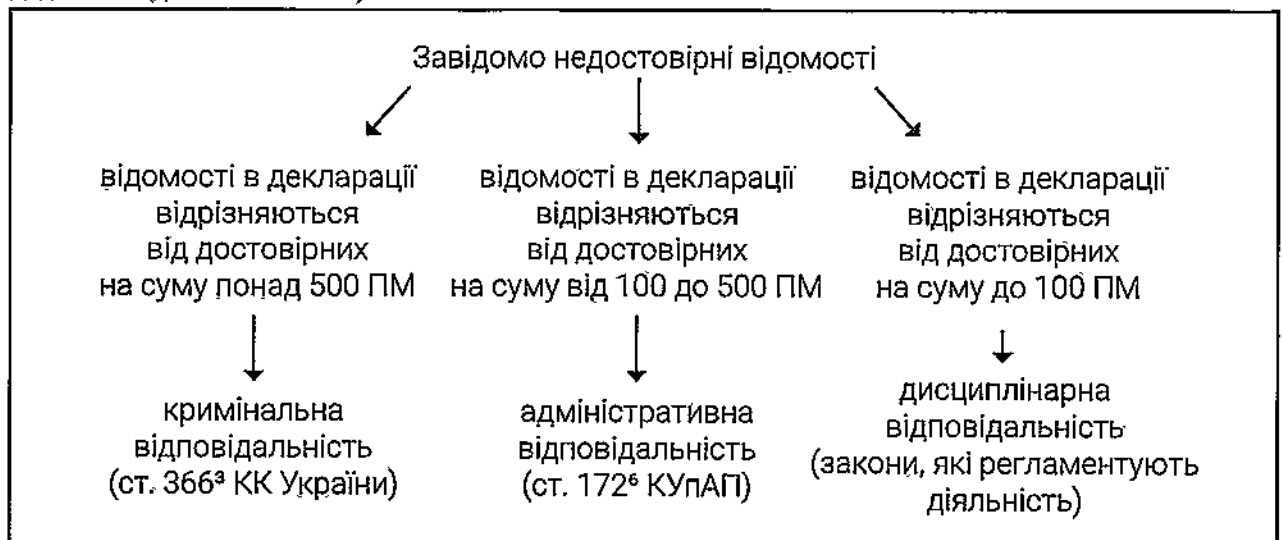 Завідомо недостовірні відомості
відомості в декларації
відрізняються
від достовірних
на суму понад 500 ПМ
відомості в декларації
відрізняються
від достовірних
на суму від 100 до 500 ПМ
відомості в декларації
відрізняються
від достовірних
на суму до 100 ПМ
кримінальна
відповідальність
(ст. 366³ КК України)
адміністративна
відповідальність
(ст. 172⁶ КУпАП)
дисциплінарна
відповідальність
(закони, які регламентують
діяльність)